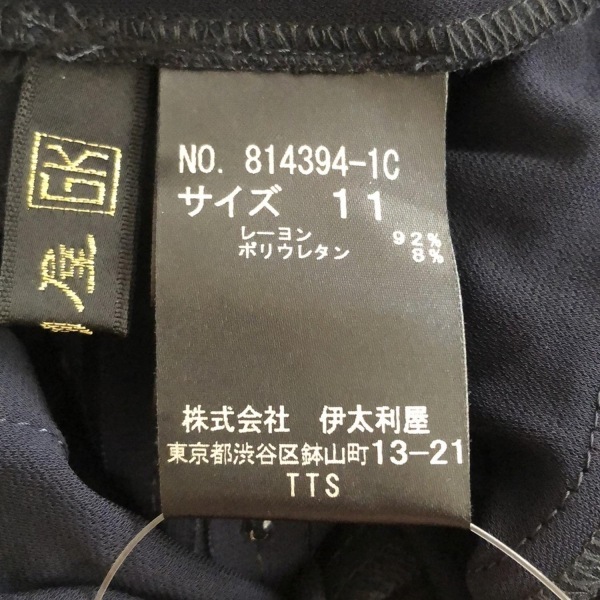 NO. 814394-1C
サイズ 11
レーヨン 92%
ポリウレタン 8%
株式会社 伊太利屋
東京都渋谷区鉢山町13-21
TTS
GK
屋